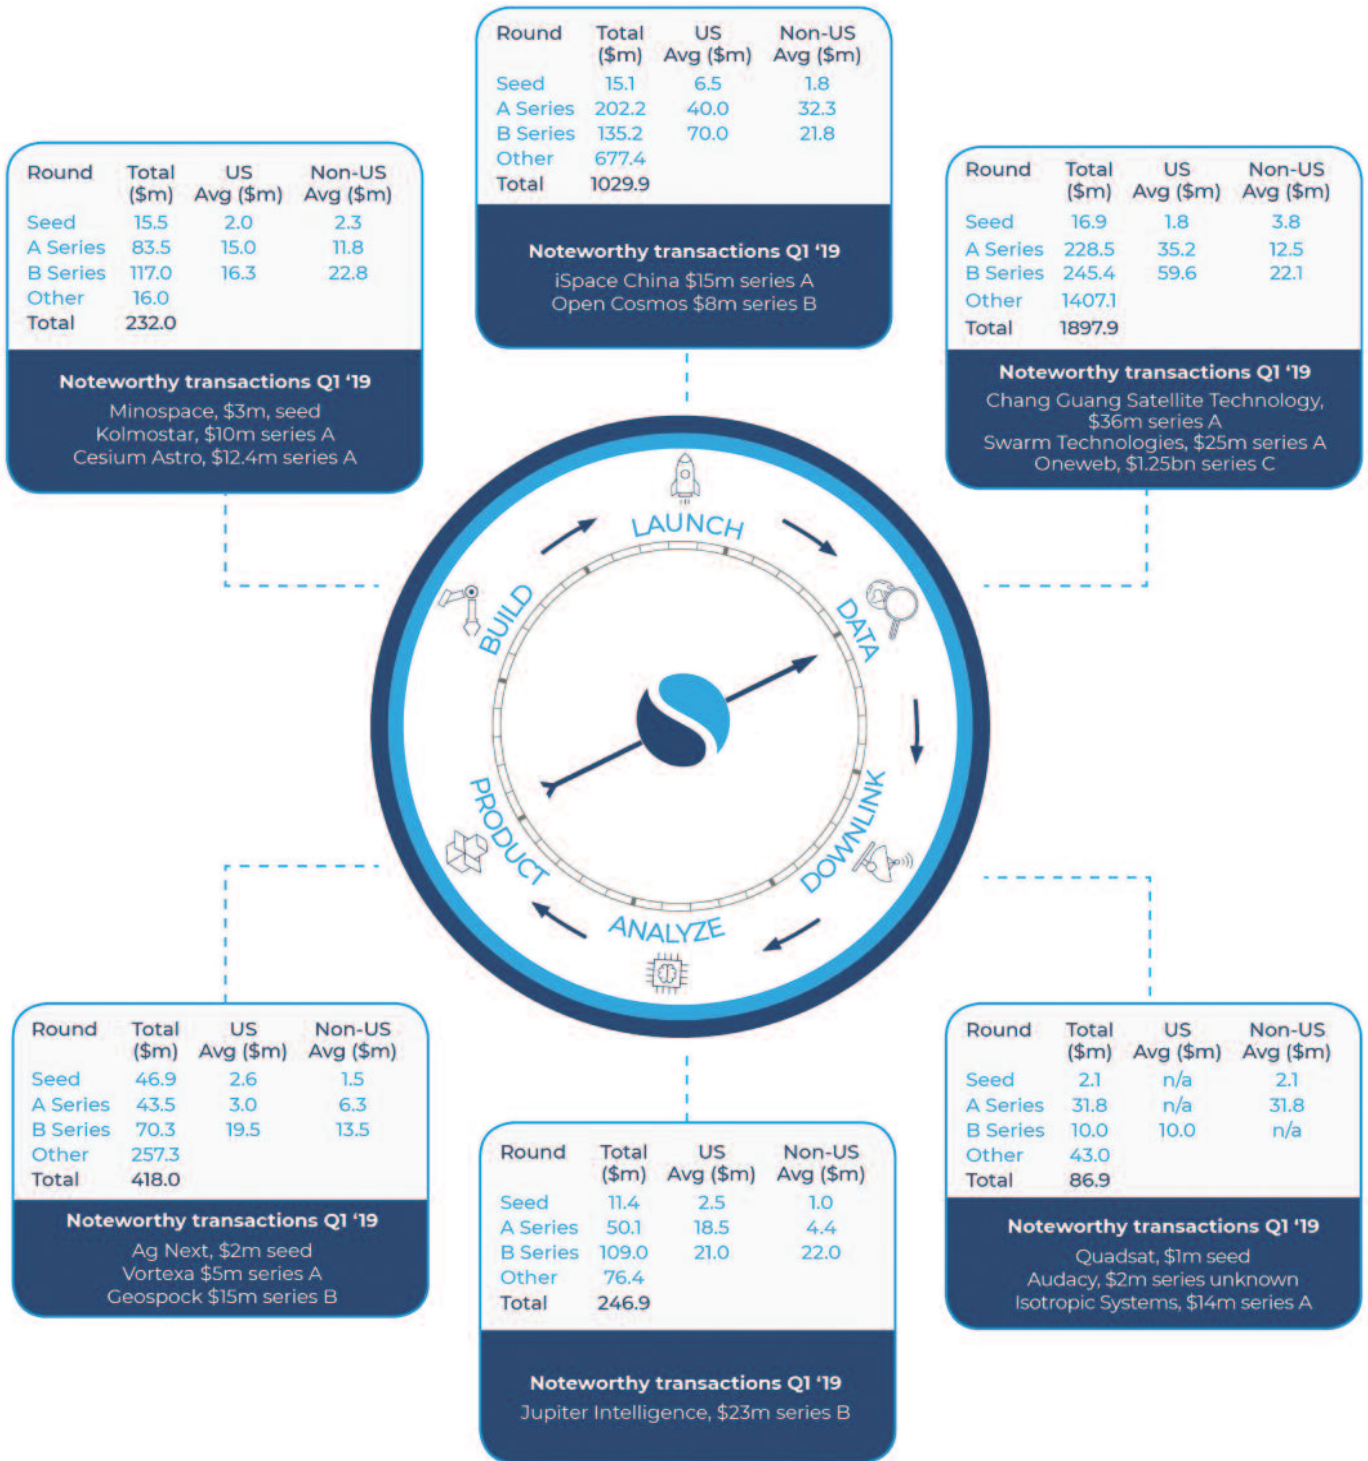 Round Total US Non-US
($m) Avg ($m) Avg ($m)
Seed 15.1 6.5 1.8
A Series 202.2 40.0 32.3
B Series 135.2 70.0 21.8
Other 677.4
Total 1029.9
Noteworthy transactions Q1 ‘19
iSpace China $15m series A
Open Cosmos $8m series B
Round Total US Non-US
($m) Avg ($m) Avg ($m)
Seed 15.5 2.0 2.3
A Series 83.5 15.0 11.8
B Series 117.0 16.3 22.8
Other 16.0
Total 232.0
Noteworthy transactions Q1 ‘19
Minospace, $3m, seed
Kolmostar, $10m series A
Cesium Astro, $12.4m series A
Round Total US Non-US
($m) Avg ($m) Avg ($m)
Seed 16.9 1.8 3.8
A Series 228.5 35.2 12.5
B Series 245.4 59.6 22.1
Other 1407.1
Total 1897.9
Noteworthy transactions Q1 ‘19
Chang Guang Satellite Technology,
$36m series A
Swarm Technologies, $25m series A
Oneweb, $1.25bn series C
LAUNCH
DATA
DOWNLINK
ANALYZE
PRODUCT
BUILD
Round Total US Non-US
($m) Avg ($m) Avg ($m)
Seed 46.9 2.6 1.5
A Series 43.5 3.0 6.3
B Series 70.3 19.5 13.5
Other 257.3
Total 418.0
Noteworthy transactions Q1 ‘19
Ag Next, $2m seed
Vortexa $5m series A
Geospock $15m series B
Round Total US Non-US
($m) Avg ($m) Avg ($m)
Seed 11.4 2.5 1.0
A Series 50.1 18.5 4.4
B Series 109.0 21.0 22.0
Other 76.4
Total 246.9
Noteworthy transactions Q1 ‘19
Jupiter Intelligence, $23m series B
Round Total US Non-US
($m) Avg ($m) Avg ($m)
Seed 2.1 n/a 2.1
A Series 31.8 n/a 31.8
B Series 10.0 10.0 n/a
Other 43.0
Total 86.9
Noteworthy transactions Q1 ‘19
Quadsat, $1m seed
Audacy, $2m series unknown
Isotropic Systems, $14m series A